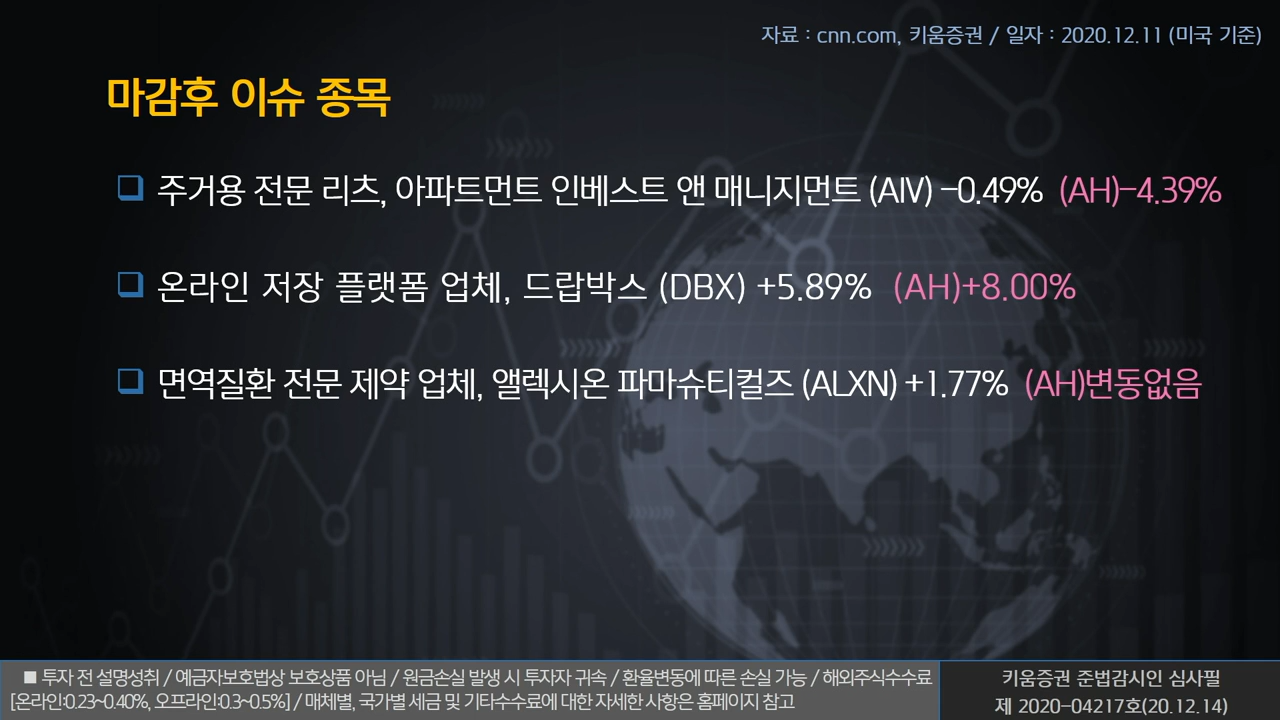 자료 : cnn.com, 키움증권 / 일자 : 2020.12.11 (미국 기준)
마감후 이슈 종목
❑ 주거용 전문 리츠, 아파트먼트 인베스트 앤 매니지먼트 (AIV) -0.49% (AH)-4.39%
❑ 온라인 저장 플랫폼 업체, 드랍박스 (DBX) +5.89% (AH)+8.00%
❑ 면역질환 전문 제약 업체, 앨렉시온 파마슈티컬즈 (ALXN) +1.77% (AH)변동없음
■ 투자 전 설명성취 / 예금자보호법상 보호상품 아님 / 원금손실 발생 시 투자자 귀속 / 환율변동에 따른 손실 가능 / 해외주식수수료
[온라인:0.23~0.40%, 오프라인:0.3~0.5%] / 매체별, 국가별 세금 및 기타수수료에 대한 자세한 사항은 홈페이지 참고
키움증권 준법감시인 심사필
제 2020-04217호(20.12.14)